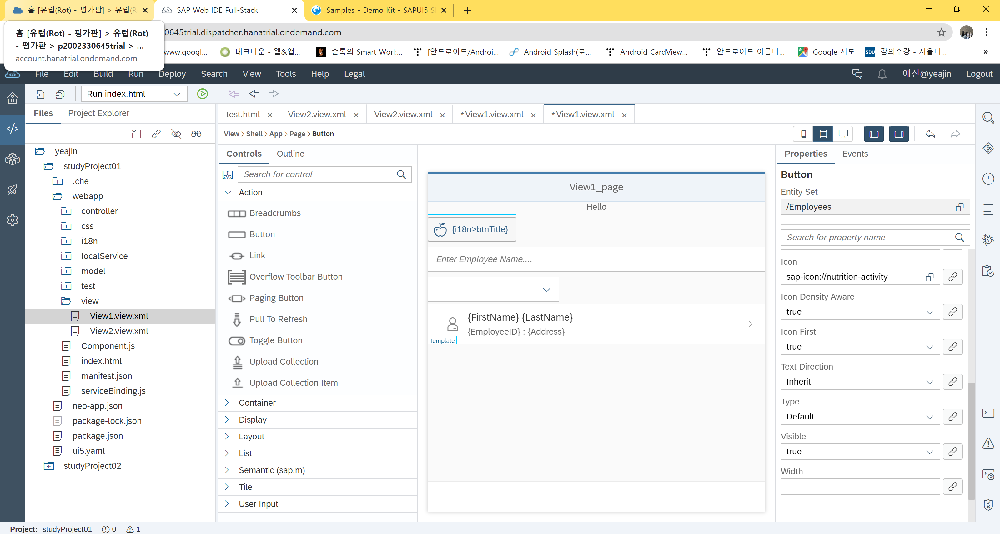 홈 [유럽(Rot) - 평가판] > 유럽(R
SAP Web IDE Full-Stack
Samples - Demo Kit - SAPUI5 S
홈 [유럽(Rot) - 평가판] > 유럽(Rot)
- 평가판 > p2002330645trial > ...
account.hanatrial.ondemand.com
0645trial.dispatcher.hanatrial.ondemand.com
www.googl...
테크타운 - 웹&앱...
순록의 Smart Worl:...
[안드로이드/Androi...
Android Splash(로...
Android CardView...
안드로이드 아름다...
Google 지도
SDU
강의수강 - 서울디...
»
File Edit Build Run Deploy Search View Tools Help Legal
예진@yeajin
Logout
Run index.html
Files
Project Explorer
test.html
View2.view.xml
View2.view.xml
*View1.view.xml
*View1.view.xml
View > Shell > App > Page > Button
yeajin
studyProject01
.che
webapp
controller
css
i18n
localService
model
test
view
View1.view.xml
View2.view.xml
Component.js
index.html
manifest.json
serviceBinding.js
neo-app.json
package-lock.json
package.json
ui5.yaml
studyProject02
Controls
Outline
Search for control
Action
Breadcrumbs
Button
Link
Overflow Toolbar Button
Paging Button
Pull To Refresh
Toggle Button
Upload Collection
Upload Collection Item
Container
Display
Layout
List
Semantic (sap.m)
Tile
User Input
View1_page
Hello
{i18n>btnTitle}
Enter Employee Name....
{FirstName} {LastName}
{EmployeeID} : {Address}
Template
Properties
Events
Button
Entity Set
/Employees
Search for property name
Icon
sap-icon://nutrition-activity
Icon Density Aware
true
Icon First
true
Text Direction
Inherit
Type
Default
Visible
true
Width
Project: studyProject01
0
1